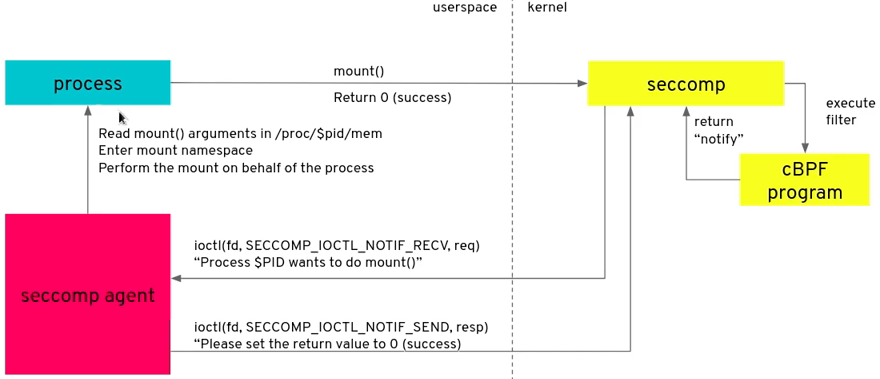 userspace
kernel
process
mount()
Return 0 (success)
seccomp
execute
filter
return
“notify”
cBPF
program
Read mount() arguments in /proc/$pid/mem
Enter mount namespace
Perform the mount on behalf of the process
seccomp agent
ioctl(fd, SECCOMP_IOCTL_NOTIF_RECV, req)
“Process $PID wants to do mount()”
ioctl(fd, SECCOMP_IOCTL_NOTIF_SEND, resp)
“Please set the return value to 0 (success)